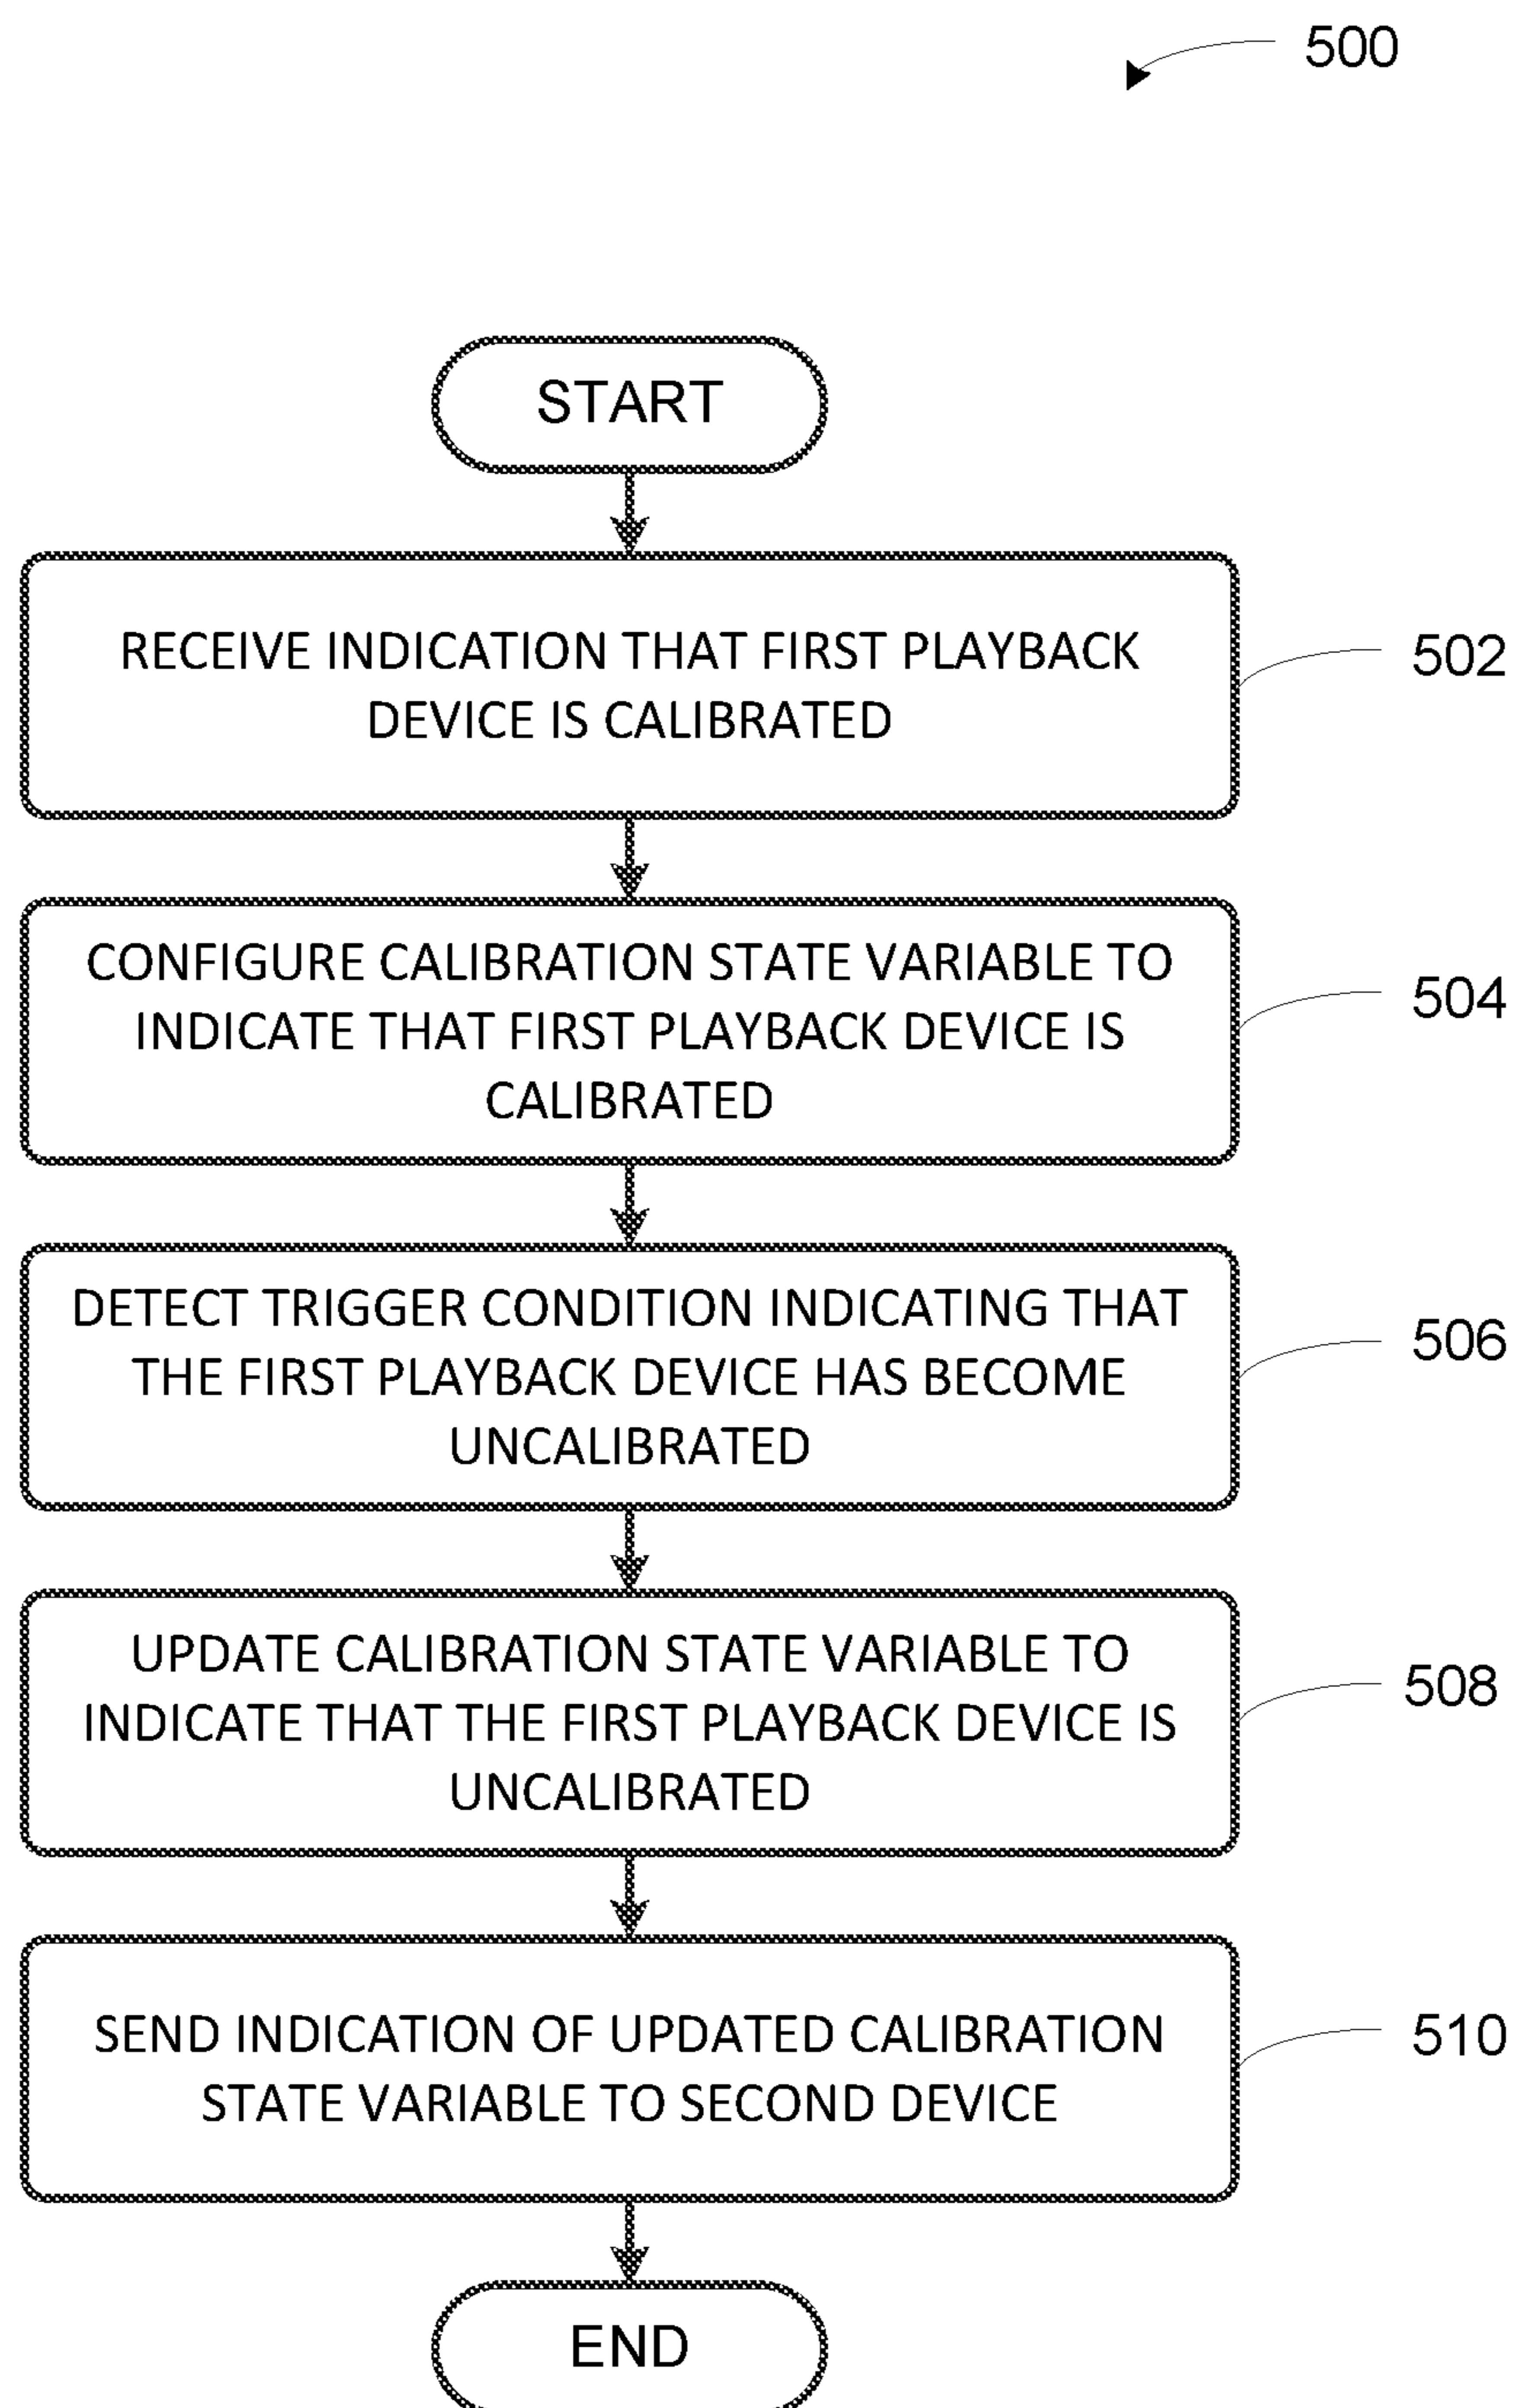 500
START
RECEIVE INDICATION THAT FIRST PLAYBACK
DEVICE IS CALIBRATED
502
CONFIGURE CALIBRATION STATE VARIABLE TO
INDICATE THAT FIRST PLAYBACK DEVICE IS
CALIBRATED
504
DETECT TRIGGER CONDITION INDICATING THAT
THE FIRST PLAYBACK DEVICE HAS BECOME
UNCALIBRATED
506
UPDATE CALIBRATION STATE VARIABLE TO
INDICATE THAT THE FIRST PLAYBACK DEVICE IS
UNCALIBRATED
508
SEND INDICATION OF UPDATED CALIBRATION
STATE VARIABLE TO SECOND DEVICE
510
END